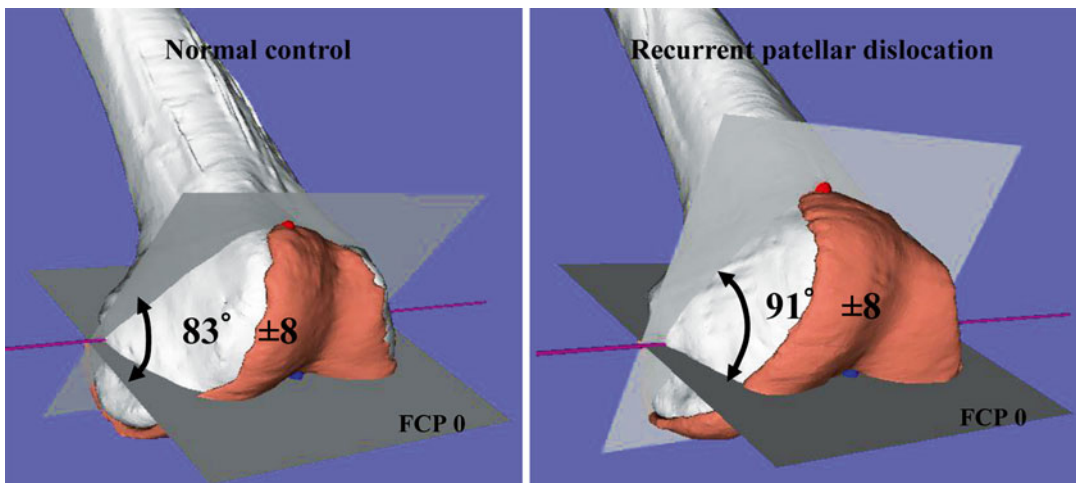 Normal control
83° ±8
FCP 0
Recurrent patellar dislocation
91° ±8
FCP 0